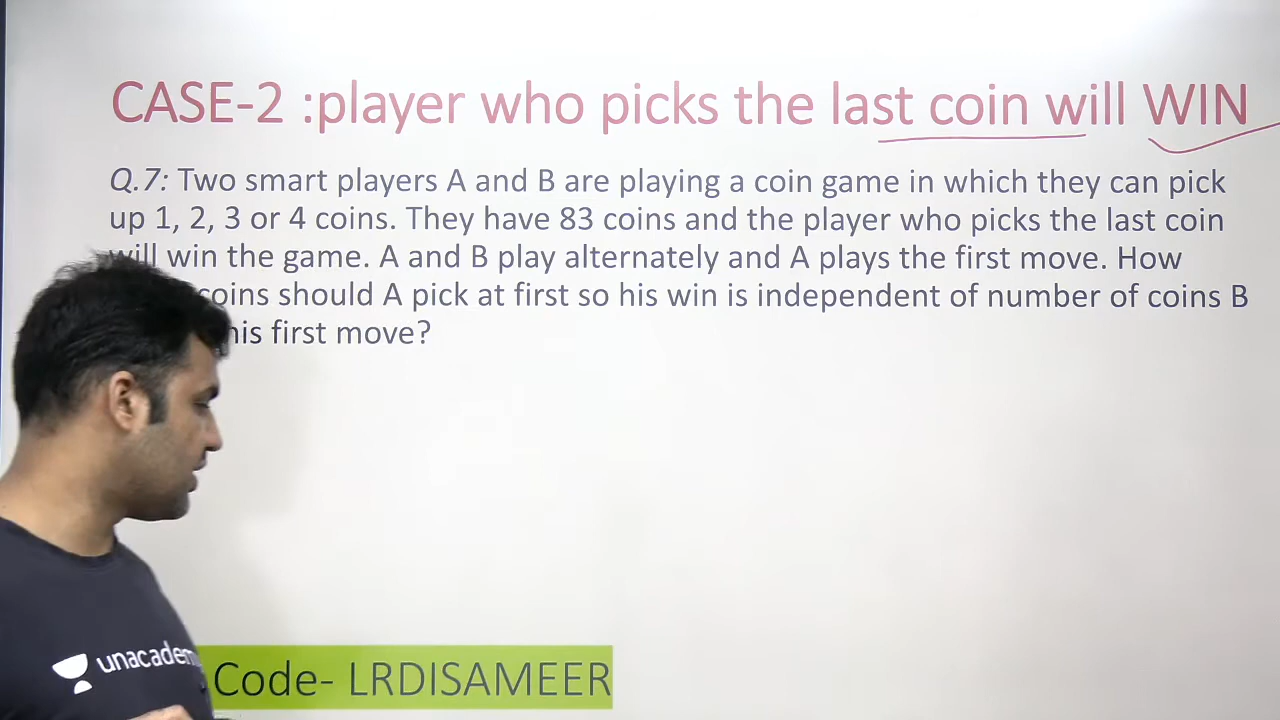 CASE-2 :player who picks the last coin will WIN
Q.7: Two smart players A and B are playing a coin game in which they can pick
up 1, 2, 3 or 4 coins. They have 83 coins and the player who picks the last coin
will win the game. A and B play alternately and A plays the first move. How
coins should A pick at first so his win is independent of number of coins B
his first move?
unacadem
Code- LRDISAMEER